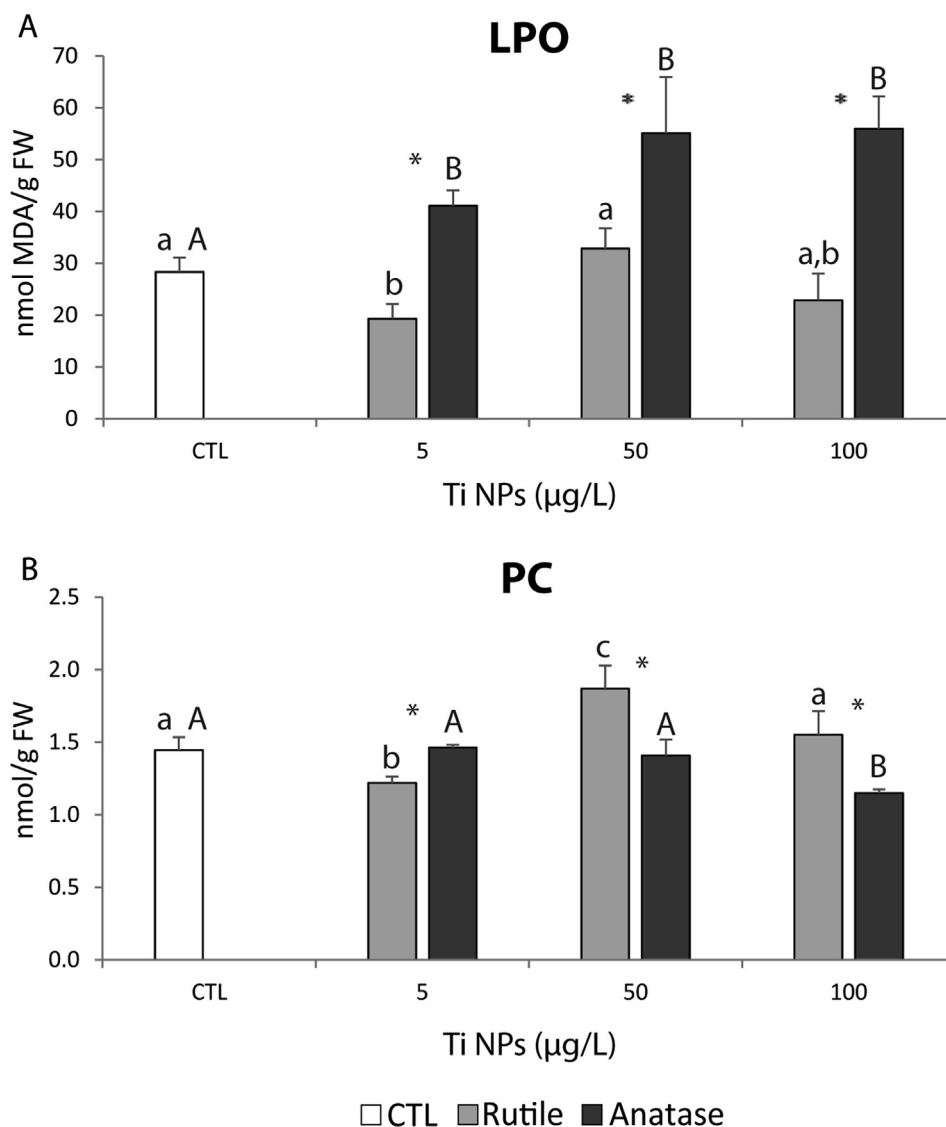 A
LPO
nmol MDA/g FW
70
60
50
40
30
20
10
0
a A
b
*
B
a
*
B
a,b
*
B
CTL 5 50 100
Ti NPs (µg/L)
B
PC
nmol/g FW
2.5
2.0
1.5
1.0
0.5
0.0
a A
b
*
A
c
*
A
a
*
B
CTL 5 50 100
Ti NPs (µg/L)
CTL Rutile Anatase